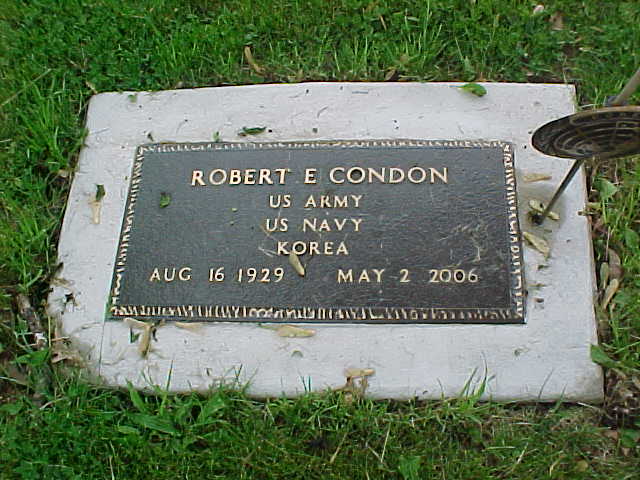 ROBERT E CONDON
US ARMY
US NAVY
KOREA
AUG 16 1929 MAY 2 2006